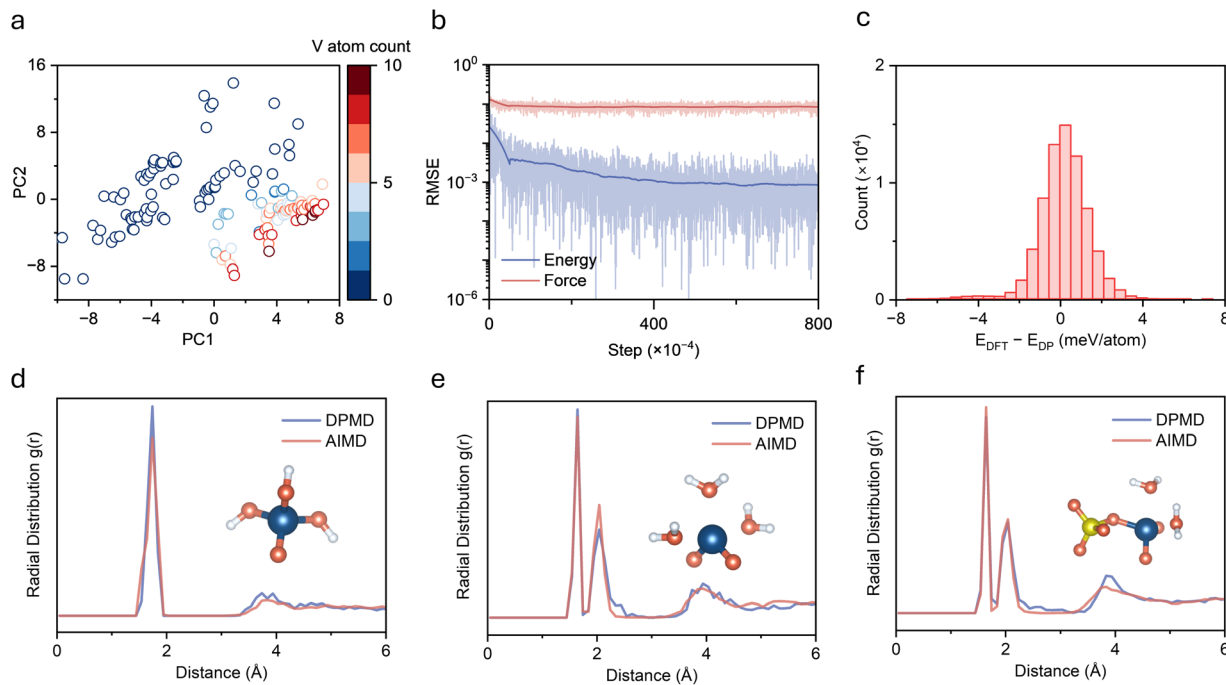 a
V atom count
16
8
0
−8
PC2
−8
−4
0
4
8
PC1
10
5
0
b
10⁰
10⁻³
10⁻⁶
RMSE
Energy
Force
0
400
800
Step (×10⁻⁴)
c
2
1
0
Count (× 10⁴)
−8
−4
0
4
8
E_DFT − E_DP (meV/atom)
d
Radial Distribution g(r)
DPMD
AIMD
0
2
4
6
Distance (Å)
e
Radial Distribution g(r)
DPMD
AIMD
0
2
4
6
Distance (Å)
f
Radial Distribution g(r)
DPMD
AIMD
0
2
4
6
Distance (Å)